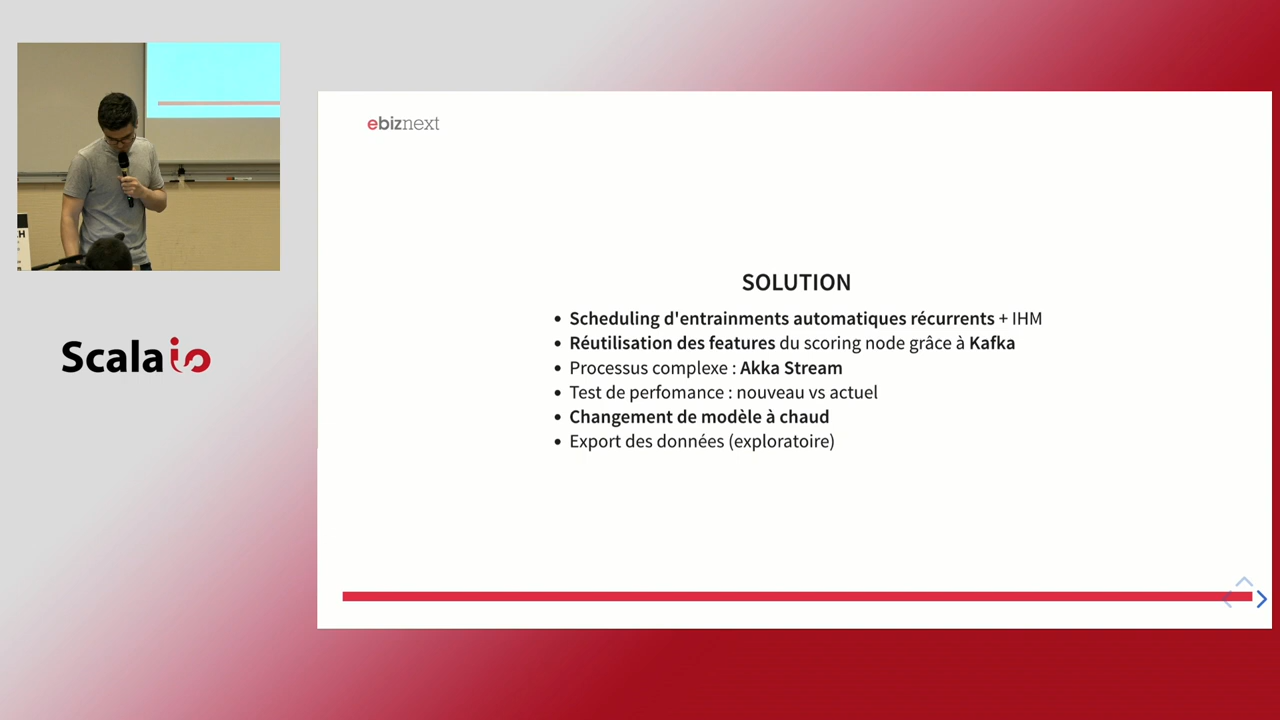 ebiznext
SOLUTION
• Scheduling d'entrainments automatiques récurrents + IHM
• Réutilisation des features du scoring node grâce à Kafka
• Processus complexe : Akka Stream
• Test de perfomance : nouveau vs actuel
• Changement de modèle à chaud
• Export des données (exploratoire)
Scala io